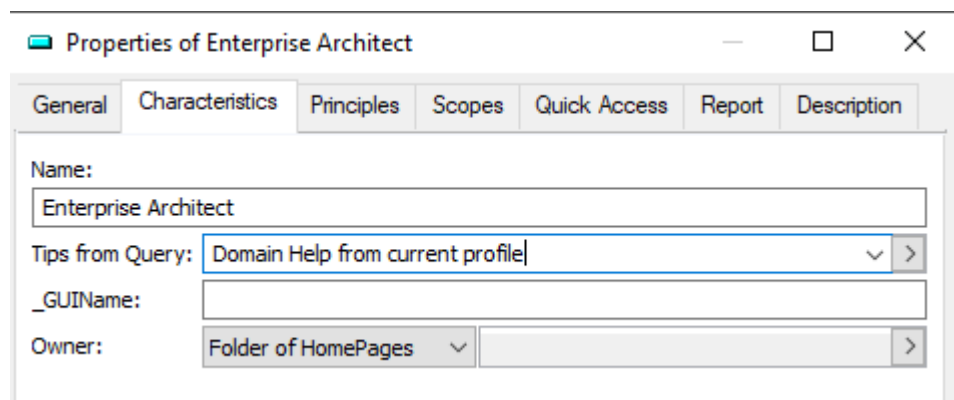 Properties of Enterprise Architect
General Characteristics Principles Scopes Quick Access Report Description
Name:
Enterprise Architect
Tips from Query: Domain Help from current profile
_GUIName:
Owner: Folder of HomePages